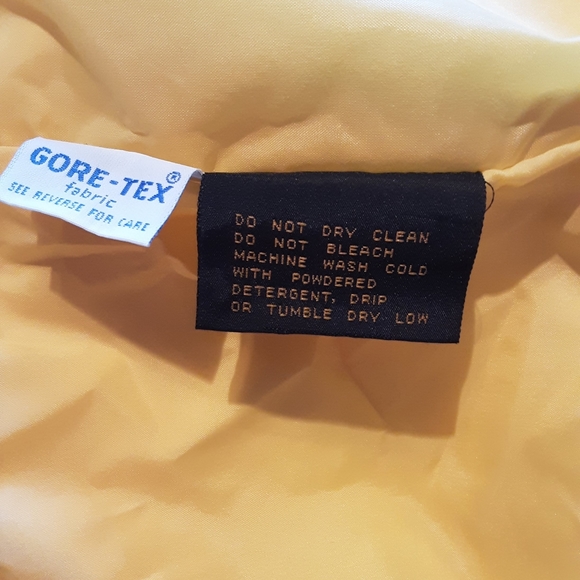 GORE-TEX®
fabric
SEE REVERSE FOR CARE
DO NOT DRY CLEAN
DO NOT BLEACH
MACHINE WASH COLD
WITH POWDERED
DETERGENT, DRIP
OR TUMBLE DRY LOW